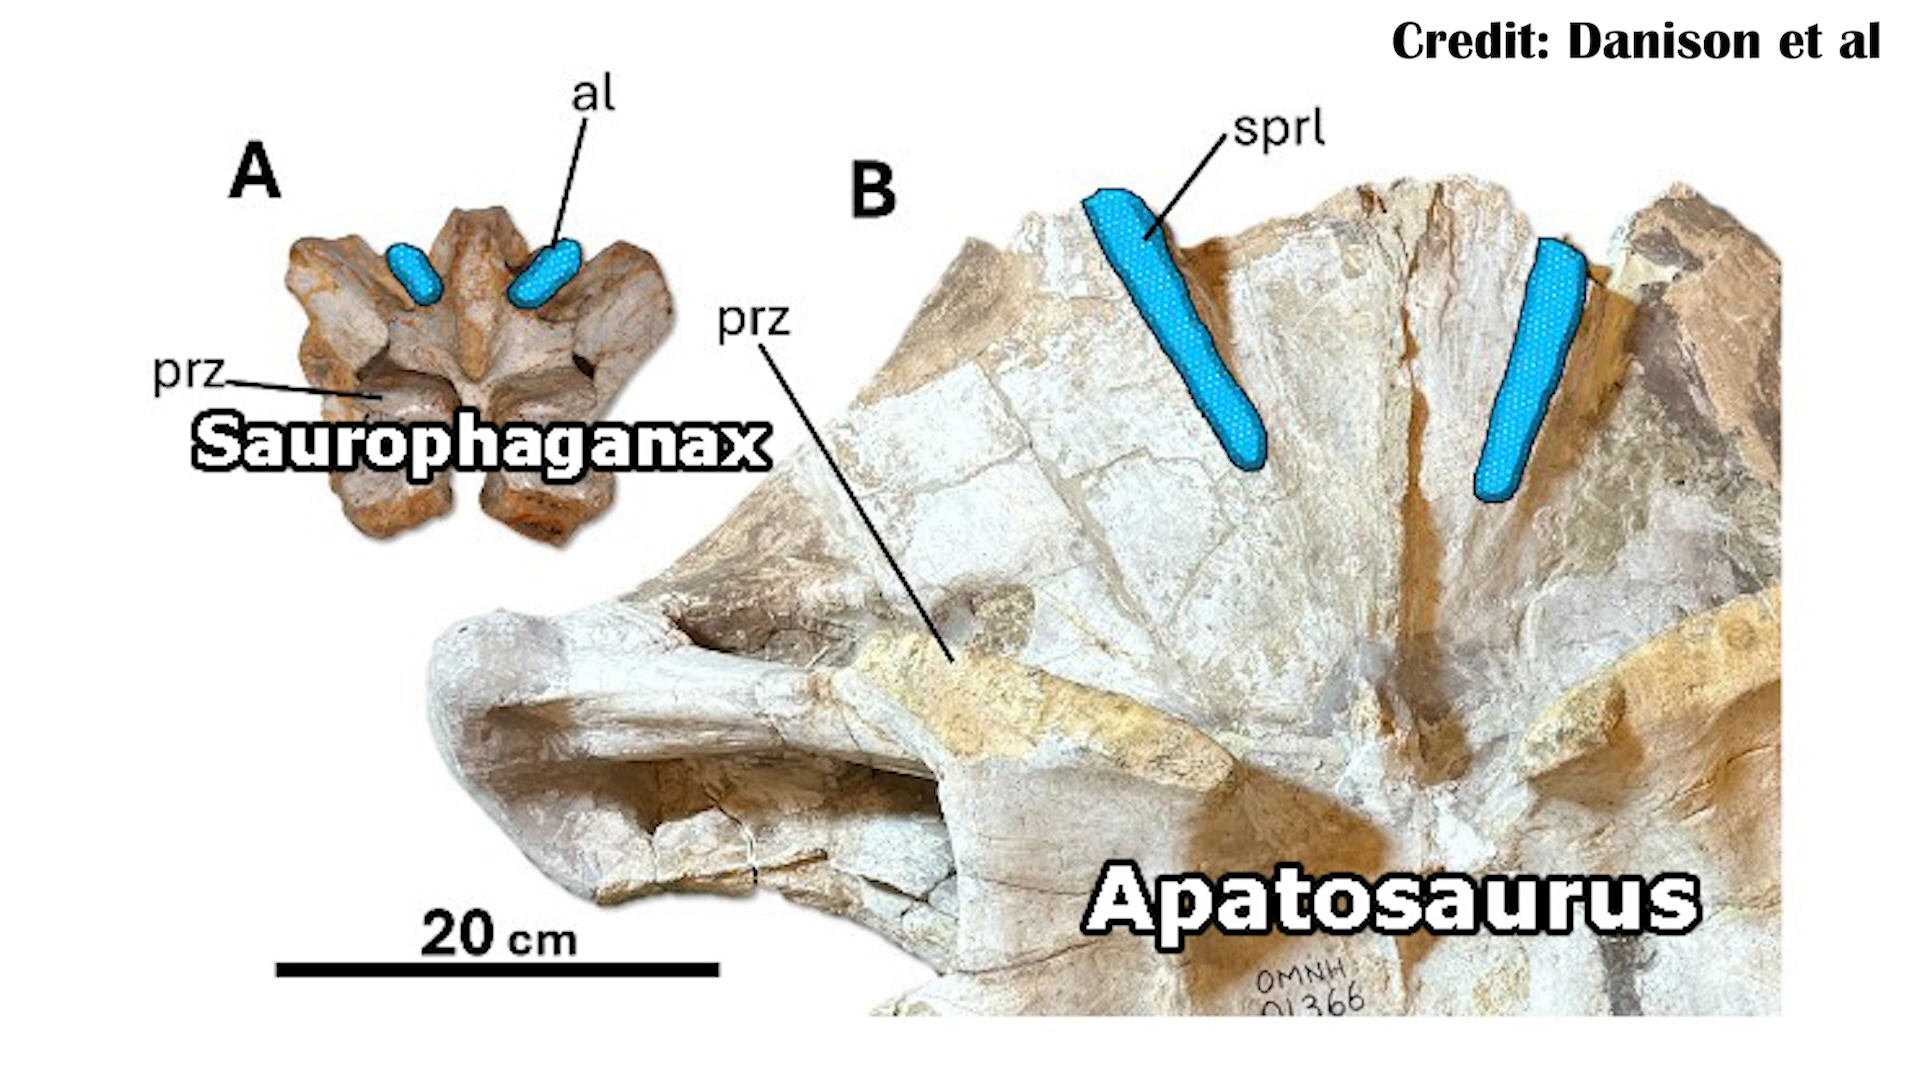 Credit: Danison et al
al
A
sprl
B
prz
prz
Saurophaganax
Apatosaurus
20 cm
OMNH
01366